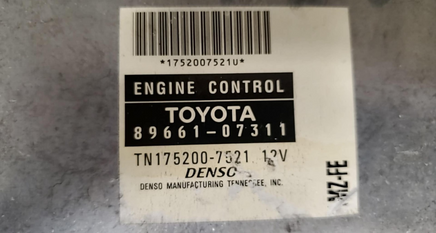 *1752007521U*
ENGINE CONTROL
TOYOTA
89661-07311
TN175200-7521 12V
DENSO
DENSO MANUFACTURING TENNESSEE, INC.
MZ-FE